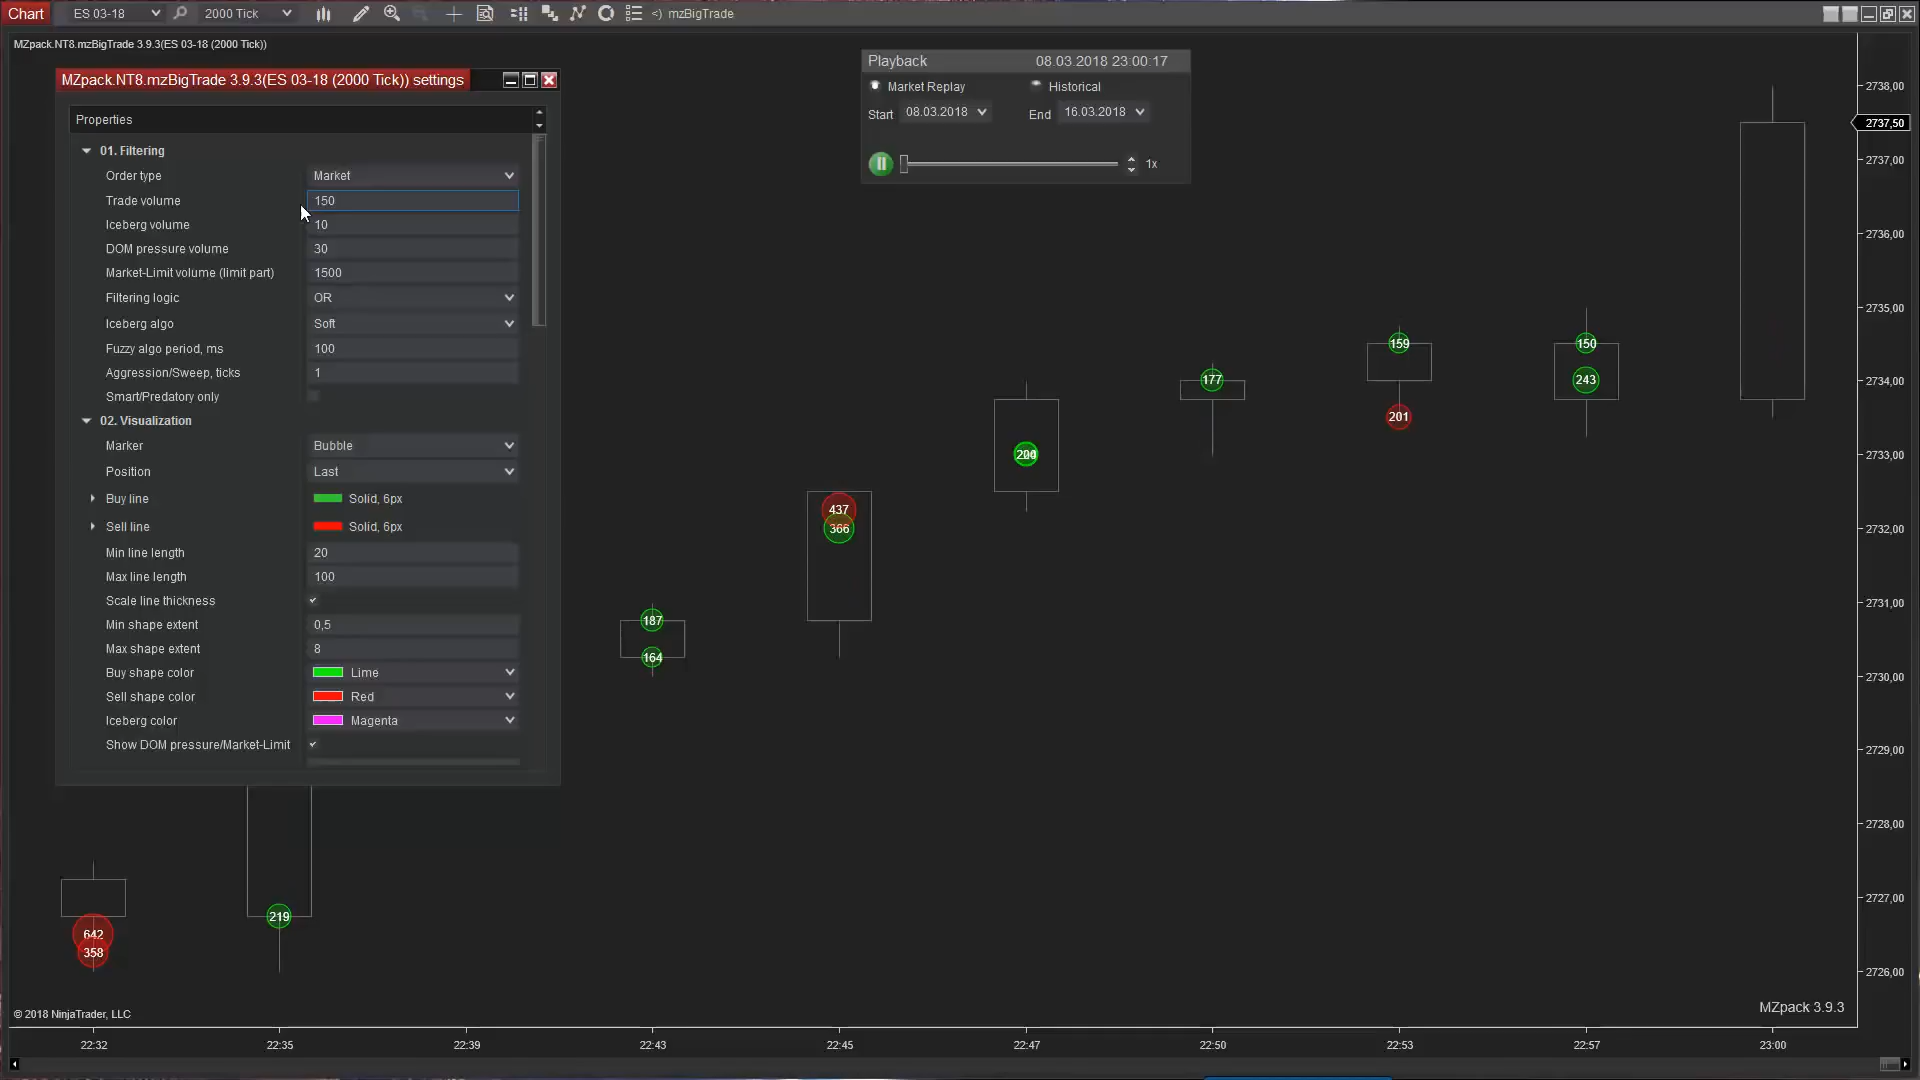 Chart
ES 03-18
2000 Tick
mzBigTrade
MZpack.NT8.mzBigTrade 3.9.3(ES 03-18 (2000 Tick))
MZpack.NT8.mzBigTrade 3.9.3(ES 03-18 (2000 Tick)) settings
Properties
01. Filtering
Order type Market
Trade volume 150
Iceberg volume 10
DOM pressure volume 30
Market-Limit volume (limit part) 1500
Filtering logic OR
Iceberg algo Soft
Fuzzy algo period, ms 100
Aggression/Sweep, ticks 1
Smart/Predatory only
02. Visualization
Marker Bubble
Position Last
Buy line Solid, 6px
Sell line Solid, 6px
Min line length 20
Max line length 100
Scale line thickness
Min shape extent 0,5
Max shape extent 8
Buy shape color Lime
Sell shape color Red
Iceberg color Magenta
Show DOM pressure/Market-Limit
Playback 08.03.2018 23:00:17
Market Replay Historical
Start 08.03.2018 End 16.03.2018
1x
642
358
219
187
164
437
366
177
159
201
150
243
2738,00
2737,50
2737,00
2736,00
2735,00
2734,00
2733,00
2732,00
2731,00
2730,00
2729,00
2728,00
2727,00
2726,00
MZpack 3.9.3
© 2018 NinjaTrader, LLC
22:32 22:35 22:39 22:43 22:45 22:47 22:50 22:53 22:57 23:00